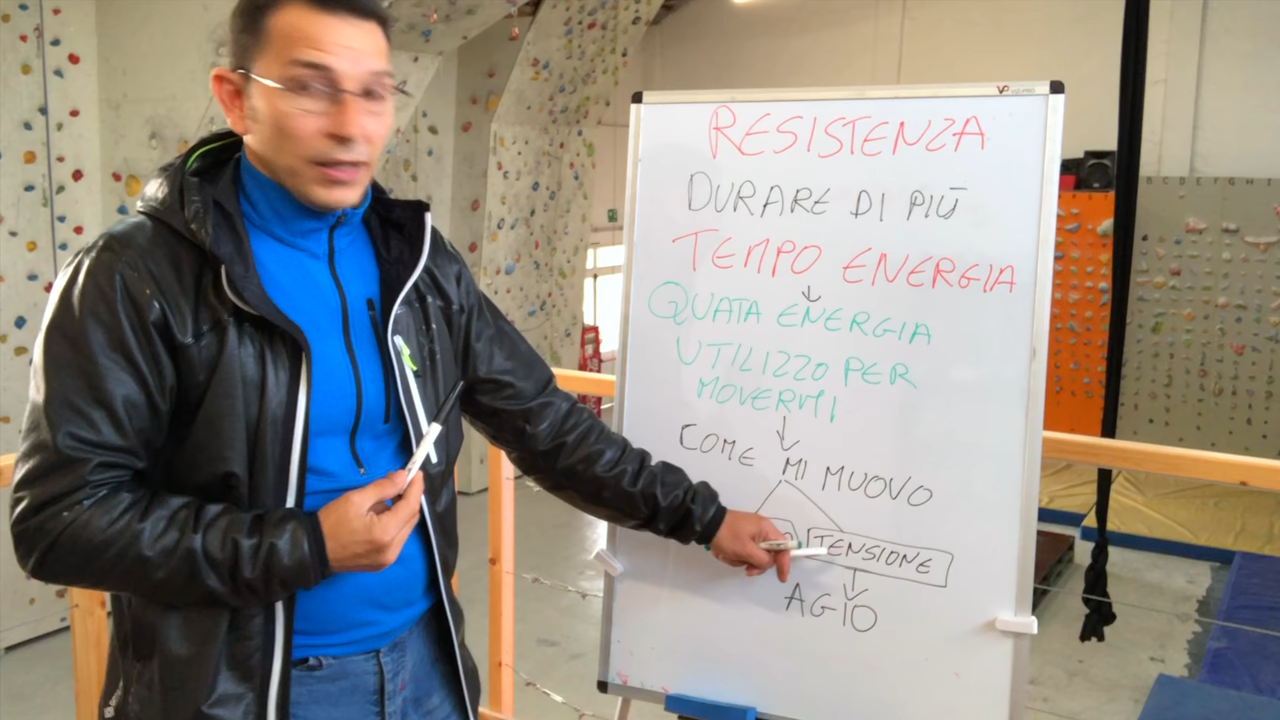 RESISTENZA
DURARE DI PIÙ
TEMPO ENERGIA
QUATA ENERGIA
UTILIZZO PER
MOVERMI
COME MI MUOVO
TENSIONE
AGIO